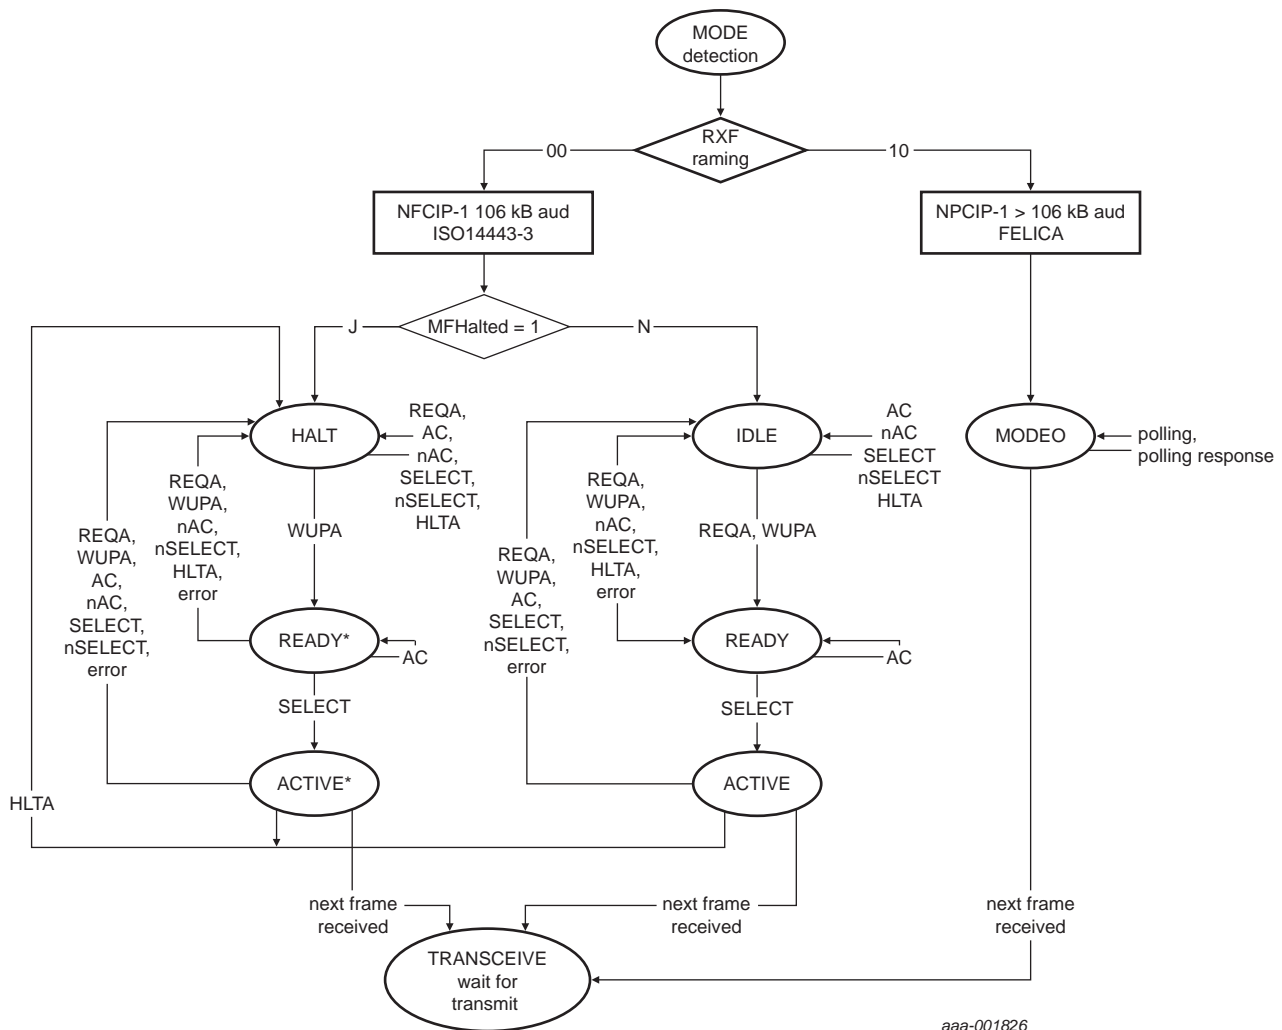 MODE
detection
RXF
raming
00
10
NFCIP-1 106 kB aud
ISO14443-3
NPCIP-1 > 106 kB aud
FELICA
J
MFHalted = 1
N
HALT
REQA,
AC,
nAC,
SELECT,
nSELECT,
HLTA
IDLE
AC
nAC
SELECT
nSELECT
HLTA
MODEO
polling,
polling response
REQA,
WUPA,
nAC,
nSELECT,
HLTA,
error
WUPA
REQA,
WUPA,
nAC,
nSELECT,
HLTA,
error
REQA, WUPA
REQA,
WUPA,
AC,
nAC,
SELECT,
nSELECT,
error
REQA,
WUPA,
AC,
SELECT,
nSELECT,
error
READY*
AC
READY
AC
SELECT
SELECT
ACTIVE*
ACTIVE
HLTA
next frame
received
next frame
received
next frame
received
TRANSCEIVE
wait for
transmit
aaa-001826